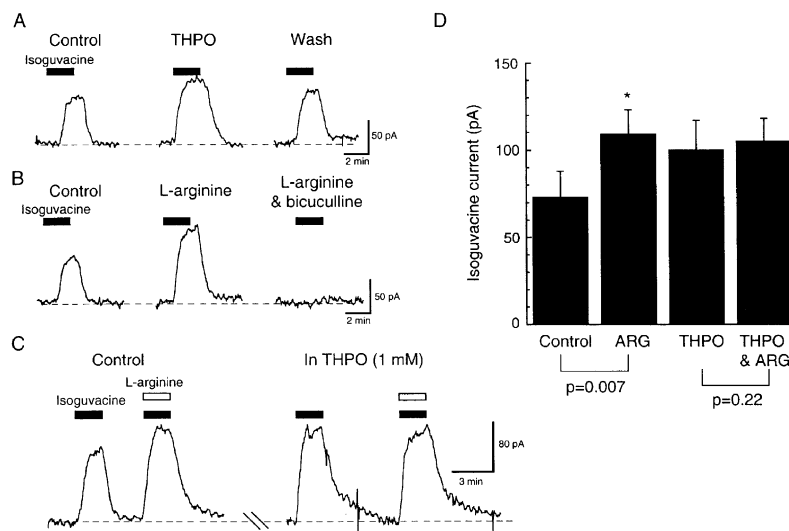 A
Control
THPO
Wash
Isoguvacine
50 pA
2 min
B
Control
L-arginine
L-arginine
& bicuculline
Isoguvacine
50 pA
2 min
C
Control
In THPO (1 mM)
L-arginine
Isoguvacine
80 pA
3 min
D
Isoguvacine current (pA)
150
100
50
0
*
Control
ARG
THPO
THPO
& ARG
p=0.007
p=0.22